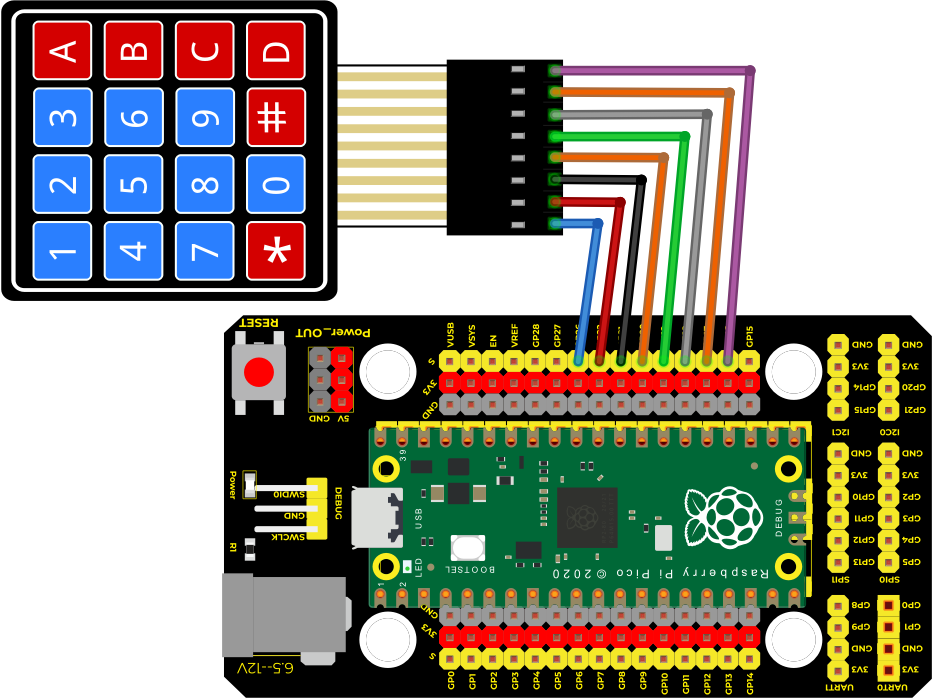 A B C D
3 6 9 #
2 5 8 0
1 4 7 *
RESET
Power_OUT
GND 5V
VUSB VSYS EN VREF GP28 GP27 GP15
S
3V3
GND
GND GND
3V3 3V3
GP14 GP20
GP15 GP21
I2C1 I2C0
GND GND
3V3 3V3
GP10 GP2
GP11 GP3
GP12 GP4
GP13 GP5
SPI1 SPI0
GP8 GP0
GP9 GP1
GND GND
3V3 3V3
UART1 UART0
Power
R1
DEBUG
SWDIO
GND
SWCLK
39
USB
1
2
LED
BOOTSEL
Raspberry Pi Pico © 2020
DEBUG
6.5--12V
GND
3V3
S
GP0 GP1 GP2 GP3 GP4 GP5 GP6 GP7 GP8 GP9 GP10 GP11 GP12 GP13 GP14